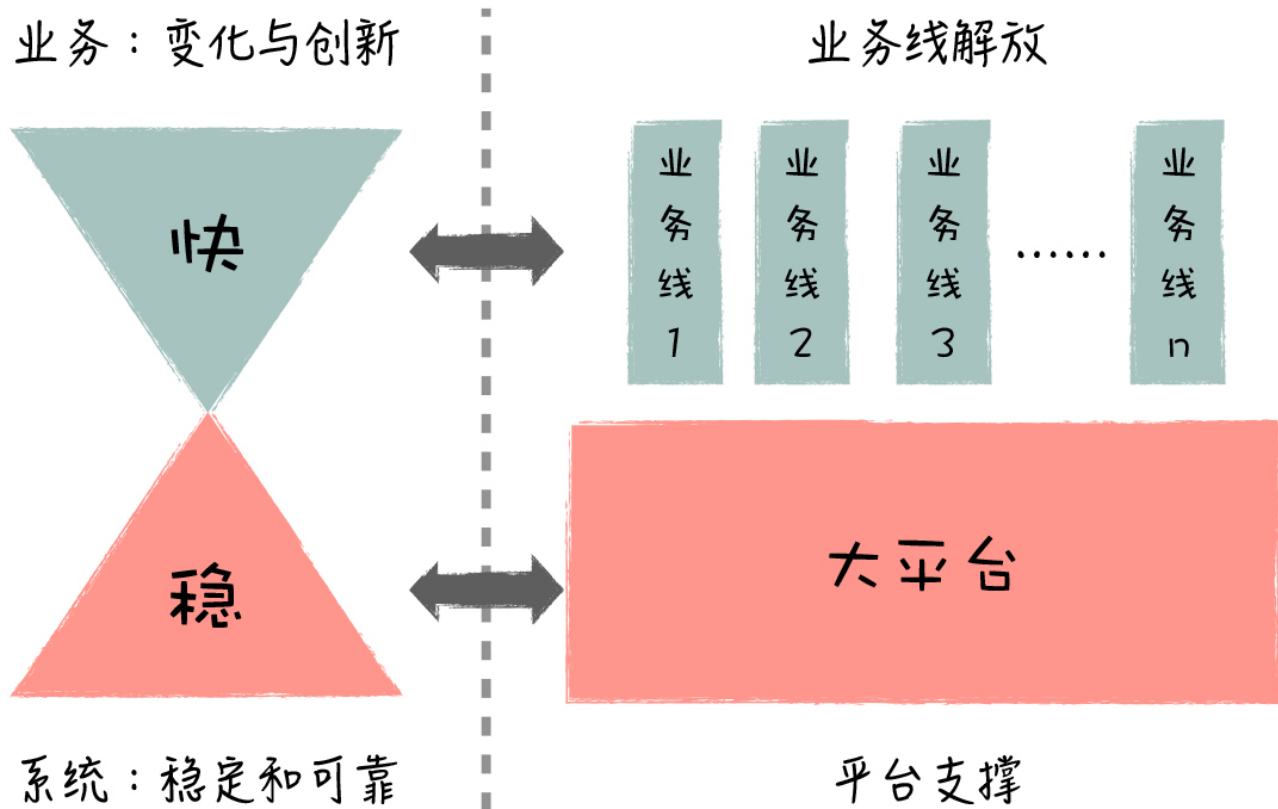 业务：变化与创新
业务线解放
快
业务线1
业务线2
业务线3
……
业务线n
稳
大平台
系统：稳定和可靠
平台支撑